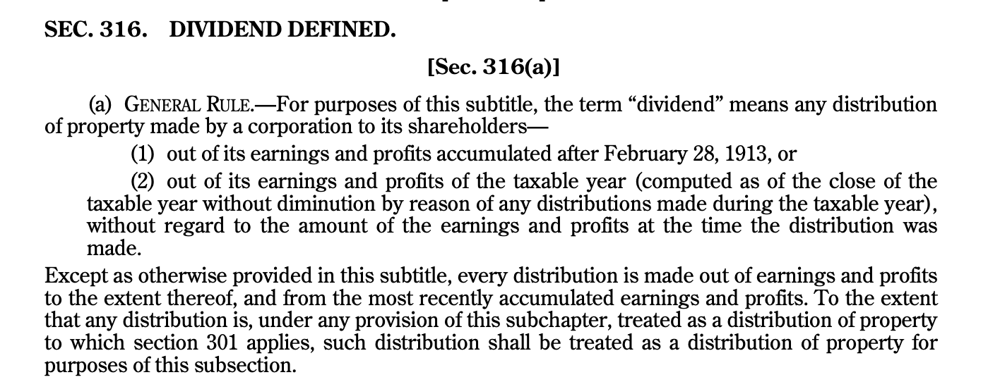 SEC. 316. DIVIDEND DEFINED.
[Sec. 316(a)]
(a) GENERAL RULE.—For purposes of this subtitle, the term “dividend” means any distribution
of property made by a corporation to its shareholders—
(1) out of its earnings and profits accumulated after February 28, 1913, or
(2) out of its earnings and profits of the taxable year (computed as of the close of the
taxable year without diminution by reason of any distributions made during the taxable year),
without regard to the amount of the earnings and profits at the time the distribution was
made.
Except as otherwise provided in this subtitle, every distribution is made out of earnings and profits
to the extent thereof, and from the most recently accumulated earnings and profits. To the extent
that any distribution is, under any provision of this subchapter, treated as a distribution of property
to which section 301 applies, such distribution shall be treated as a distribution of property for
purposes of this subsection.